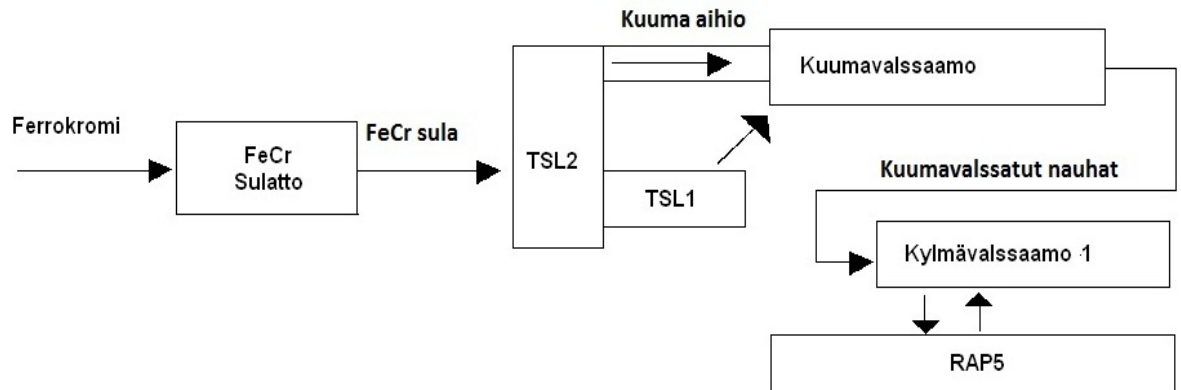 Kuuma aihio
Kuumavalssaamo
Ferrokromi
FeCr
Sulatto
FeCr sula
TSL2
TSL1
Kuumavalssatut nauhat
Kylmävalssaamo 1
RAP5